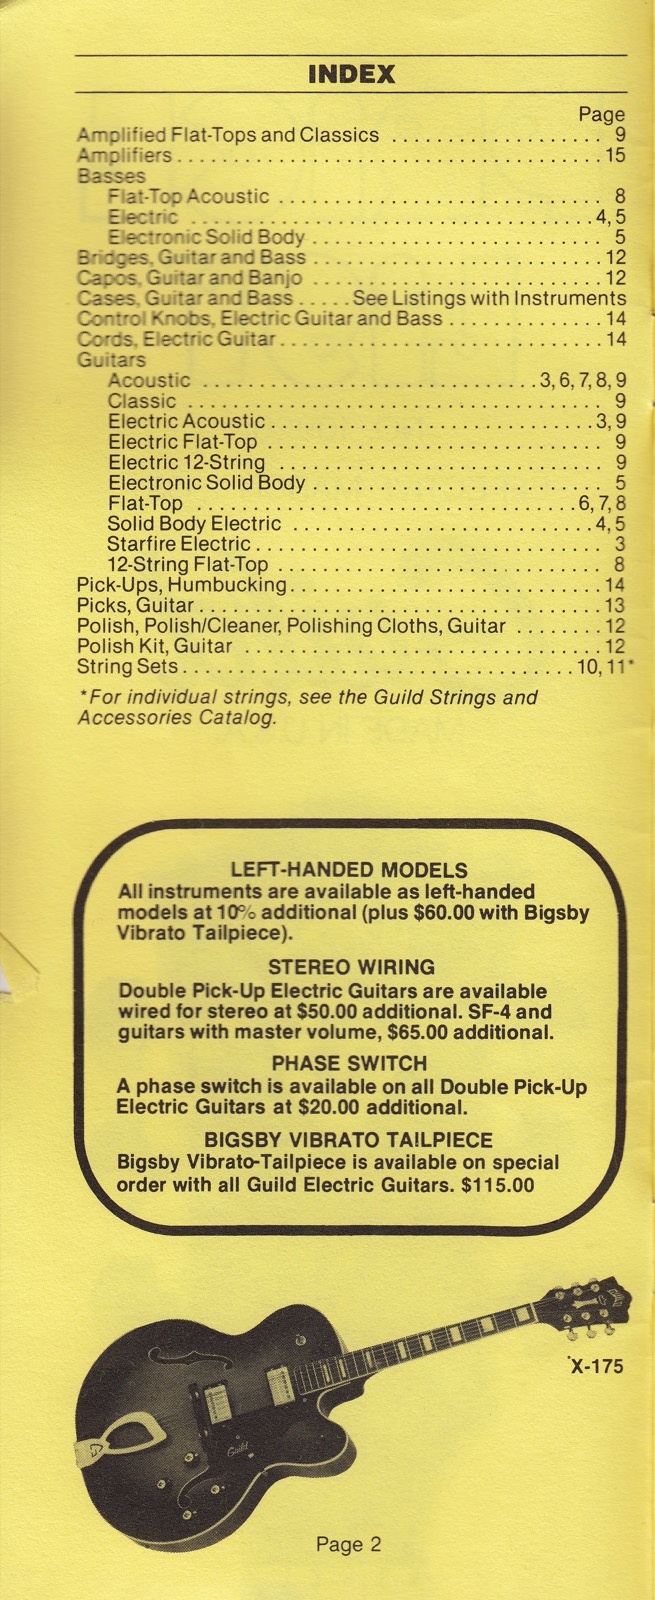 INDEX
Page
Amplified Flat-Tops and Classics .................. 9
Amplifiers ..................................... 15
Basses
Flat-Top Acoustic ............................ 8
Electric ................................... 4, 5
Electronic Solid Body ......................... 5
Bridges, Guitar and Bass ......................... 12
Capos, Guitar and Banjo ......................... 12
Cases, Guitar and Bass ..... See Listings with Instruments
Control Knobs, Electric Guitar and Bass ............ 14
Cords, Electric Guitar ............................ 14
Guitars
Acoustic ............................ 3, 6, 7, 8, 9
Classic ..................................... 9
Electric Acoustic ............................ 3, 9
Electric Flat-Top ............................. 9
Electric 12-String ............................ 9
Electronic Solid Body ......................... 5
Flat-Top ................................ 6, 7, 8
Solid Body Electric .......................... 4, 5
Starfire Electric .............................. 3
12-String Flat-Top ............................ 8
Pick-Ups, Humbucking ........................... 14
Picks, Guitar ................................... 13
Polish, Polish/Cleaner, Polishing Cloths, Guitar ........ 12
Polish Kit, Guitar ............................... 12
String Sets ................................. 10, 11*
*For individual strings, see the Guild Strings and
Accessories Catalog.
LEFT-HANDED MODELS
All instruments are available as left-handed
models at 10% additional (plus $60.00 with Bigsby
Vibrato Tailpiece).
STEREO WIRING
Double Pick-Up Electric Guitars are available
wired for stereo at $50.00 additional. SF-4 and
guitars with master volume, $65.00 additional.
PHASE SWITCH
A phase switch is available on all Double Pick-Up
Electric Guitars at $20.00 additional.
BIGSBY VIBRATO TAILPIECE
Bigsby Vibrato-Tailpiece is available on special
order with all Guild Electric Guitars. $115.00
Guild
X-175
Page 2